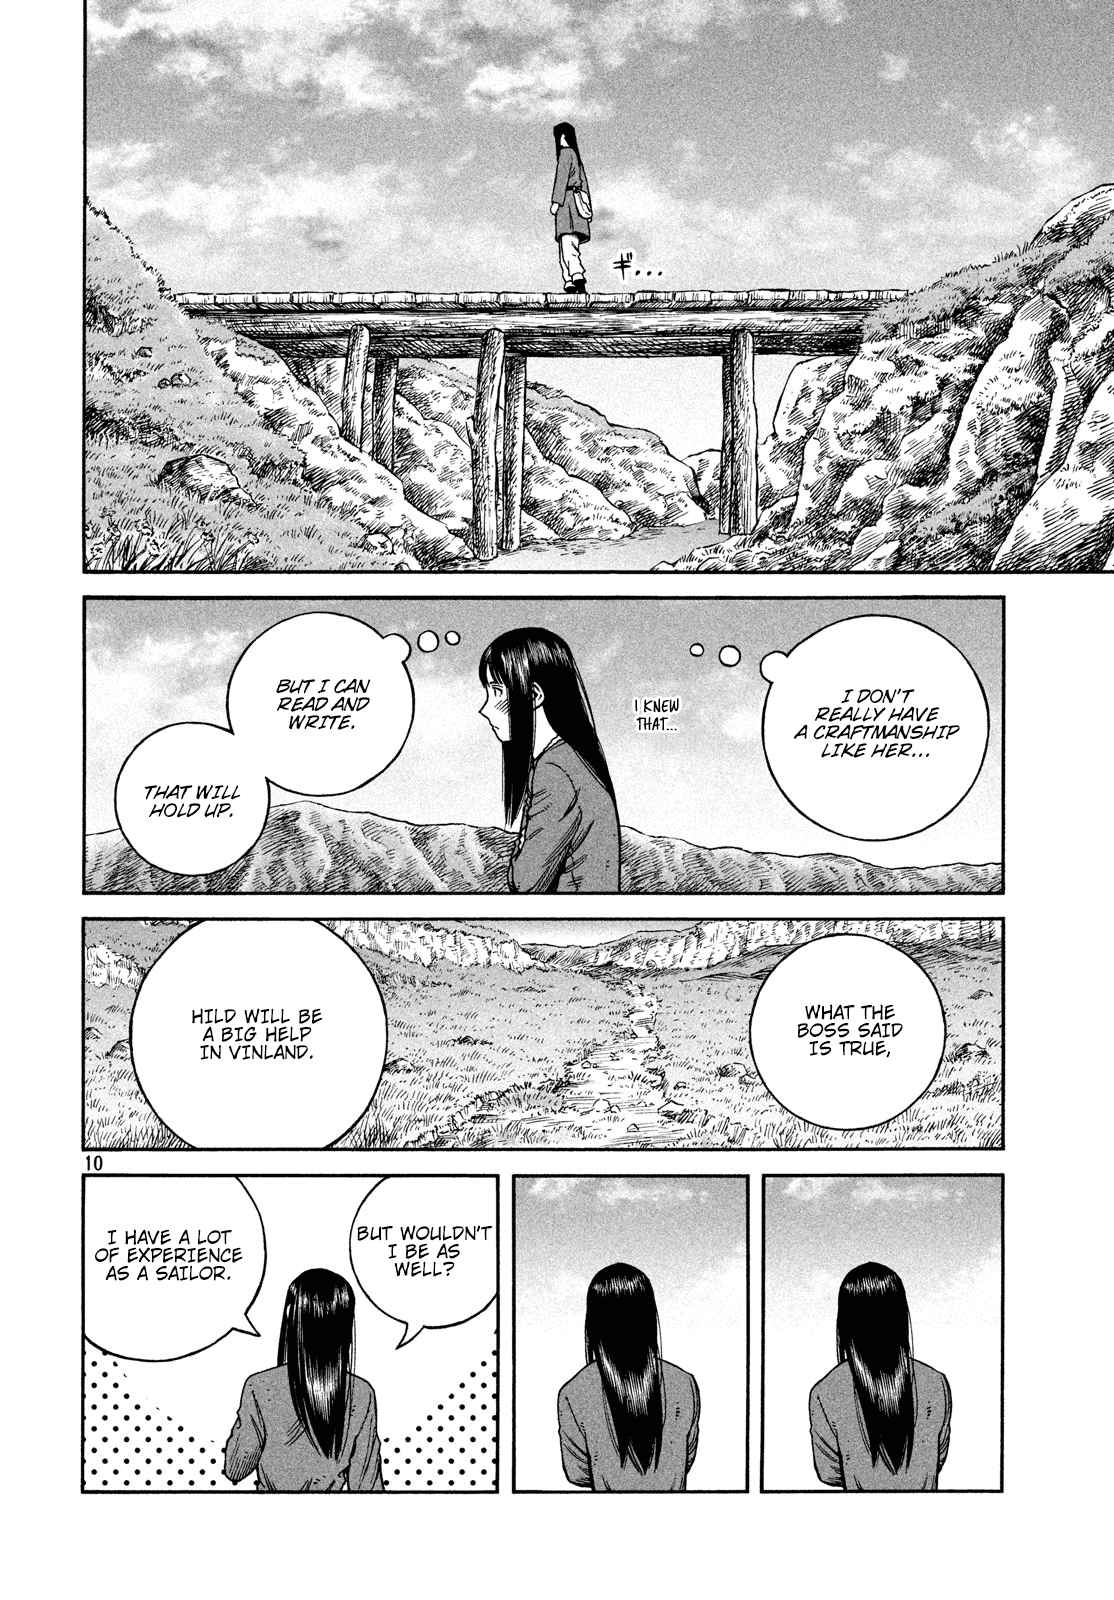 ギ...
I DON'T
REALLY HAVE
A CRAFTMANSHIP
LIKE HER...
I KNEW
THAT...
BUT I CAN
READ AND
WRITE.
THAT WILL
HOLD UP.
WHAT THE
BOSS SAID
IS TRUE,
HILD WILL BE
A BIG HELP
IN VINLAND.
10
BUT WOULDN'T
I BE AS
WELL?
I HAVE A LOT
OF EXPERIENCE
AS A SAILOR.